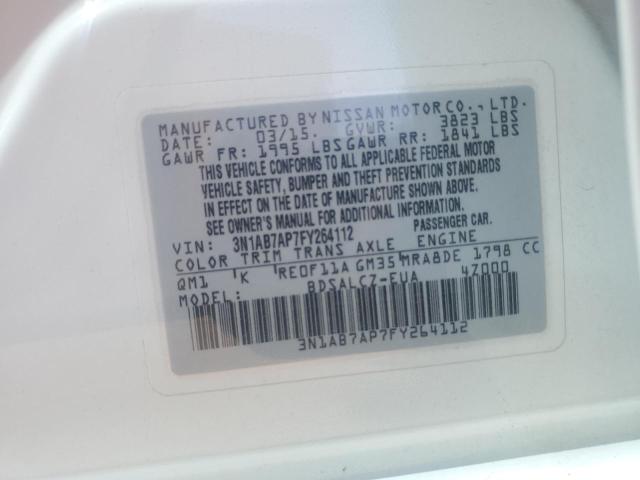 MANUFACTURED BY NISSAN MOTOR CO., LTD.
DATE: 03/15. GVWR: 3823 LBS
GAWR FR: 1995 LBS GAWR RR: 1841 LBS
THIS VEHICLE CONFORMS TO ALL APPLICABLE FEDERAL MOTOR
VEHICLE SAFETY, BUMPER AND THEFT PREVENTION STANDARDS
IN EFFECT ON THE DATE OF MANUFACTURE SHOWN ABOVE.
SEE OWNER'S MANUAL FOR ADDITIONAL INFORMATION.
VIN: 3N1AB7AP7FY264112 PASSENGER CAR.
COLOR TRIM TRANS AXLE ENGINE
QM1 K RE0F11A GM35 MRA8DE 1798 CC
MODEL: BDSALCZ-EUA 4Z000
3N1AB7AP7FY264112